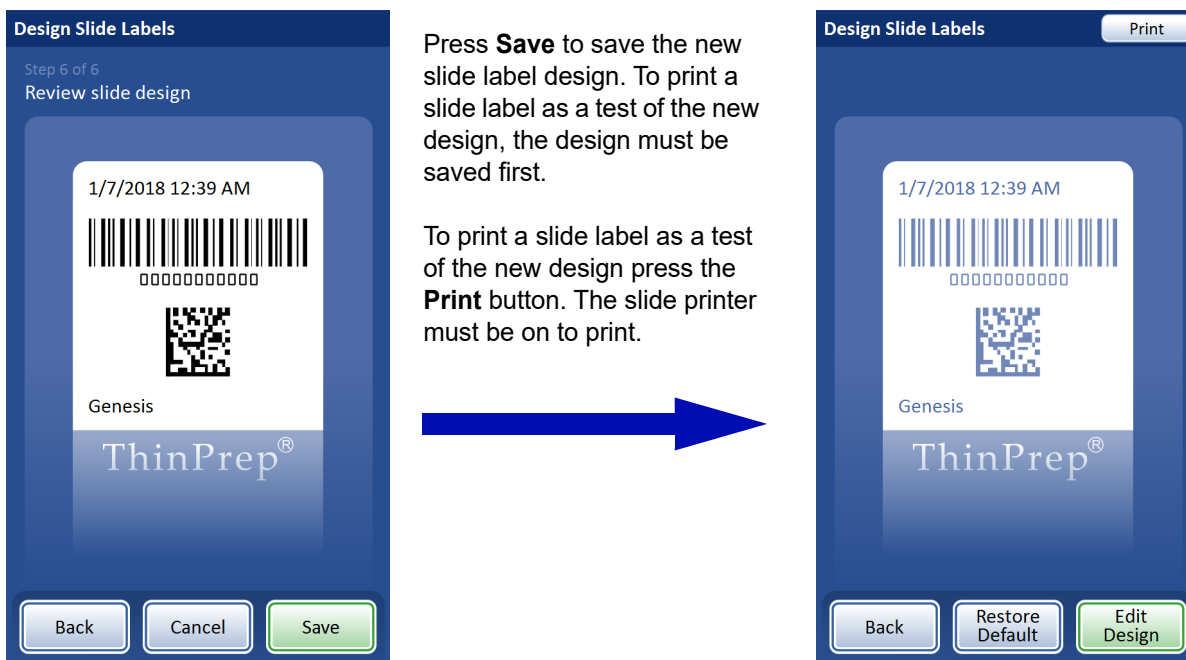 Design Slide Labels
Step 6 of 6
Review slide design
1/7/2018 12:39 AM
00000000000
Genesis
ThinPrep®
Back
Cancel
Save
Press Save to save the new
slide label design. To print a
slide label as a test of the new
design, the design must be
saved first.
To print a slide label as a test
of the new design press the
Print button. The slide printer
must be on to print.
Design Slide Labels
Print
1/7/2018 12:39 AM
00000000000
Genesis
ThinPrep®
Back
Restore
Default
Edit
Design